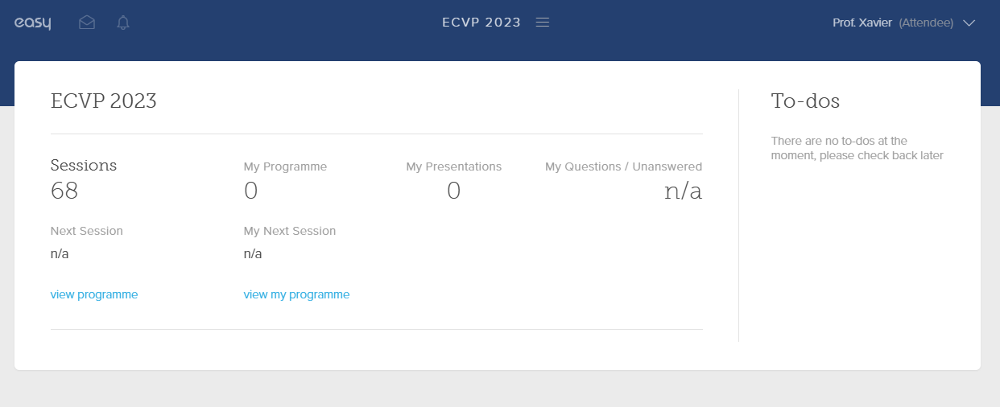 easy
ECVP 2023
Prof. Xavier (Attendee)
ECVP 2023
Sessions
68
My Programme
0
My Presentations
0
My Questions / Unanswered
n/a
Next Session
n/a
My Next Session
n/a
view programme
view my programme
To-dos
There are no to-dos at the
moment, please check back later